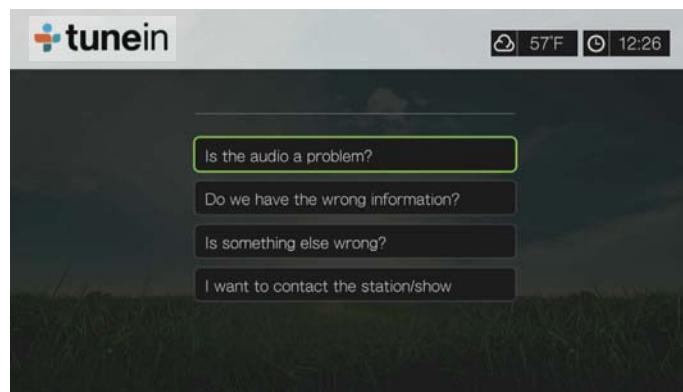 tunein
57°F
12:26
Is the audio a problem?
Do we have the wrong information?
Is something else wrong?
I want to contact the station/show